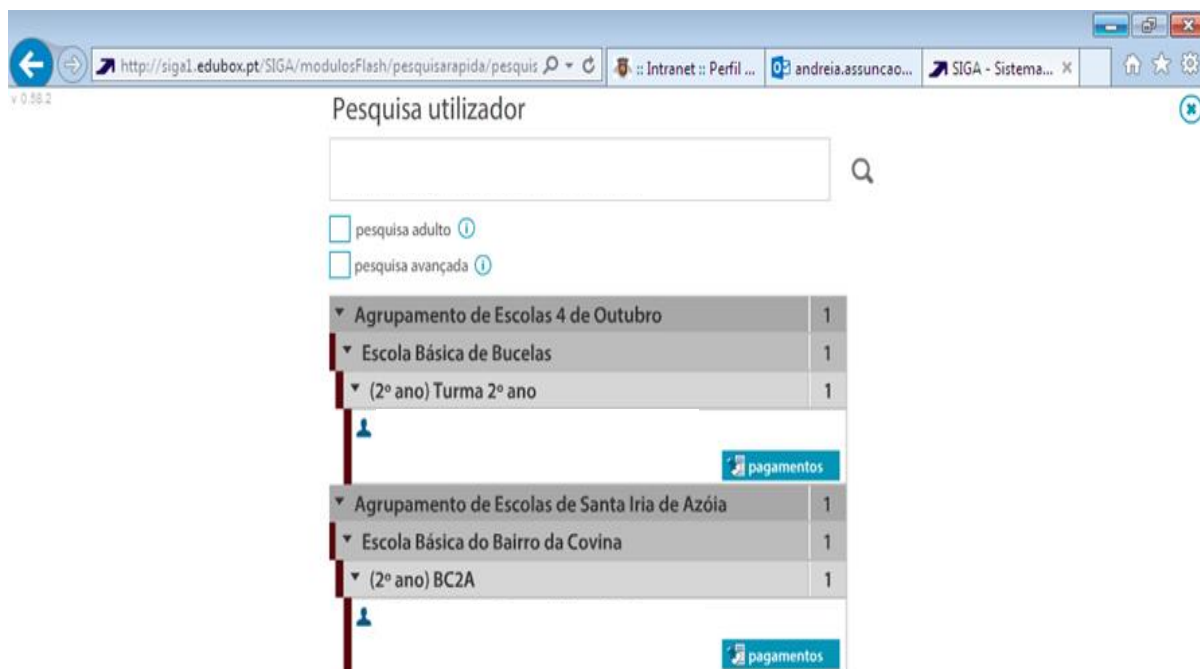 http://siga1.edubox.pt/SIGA/modulosFlash/pesquisarapida/pesquis
:: Intranet :: Perfil ...
andreia.assuncao...
SIGA - Sistema...
v 0.58.2
Pesquisa utilizador
pesquisa adulto
pesquisa avançada
Agrupamento de Escolas 4 de Outubro 1
Escola Básica de Bucelas 1
(2º ano) Turma 2º ano 1
pagamentos
Agrupamento de Escolas de Santa Iria de Azóia 1
Escola Básica do Bairro da Covina 1
(2º ano) BC2A 1
pagamentos